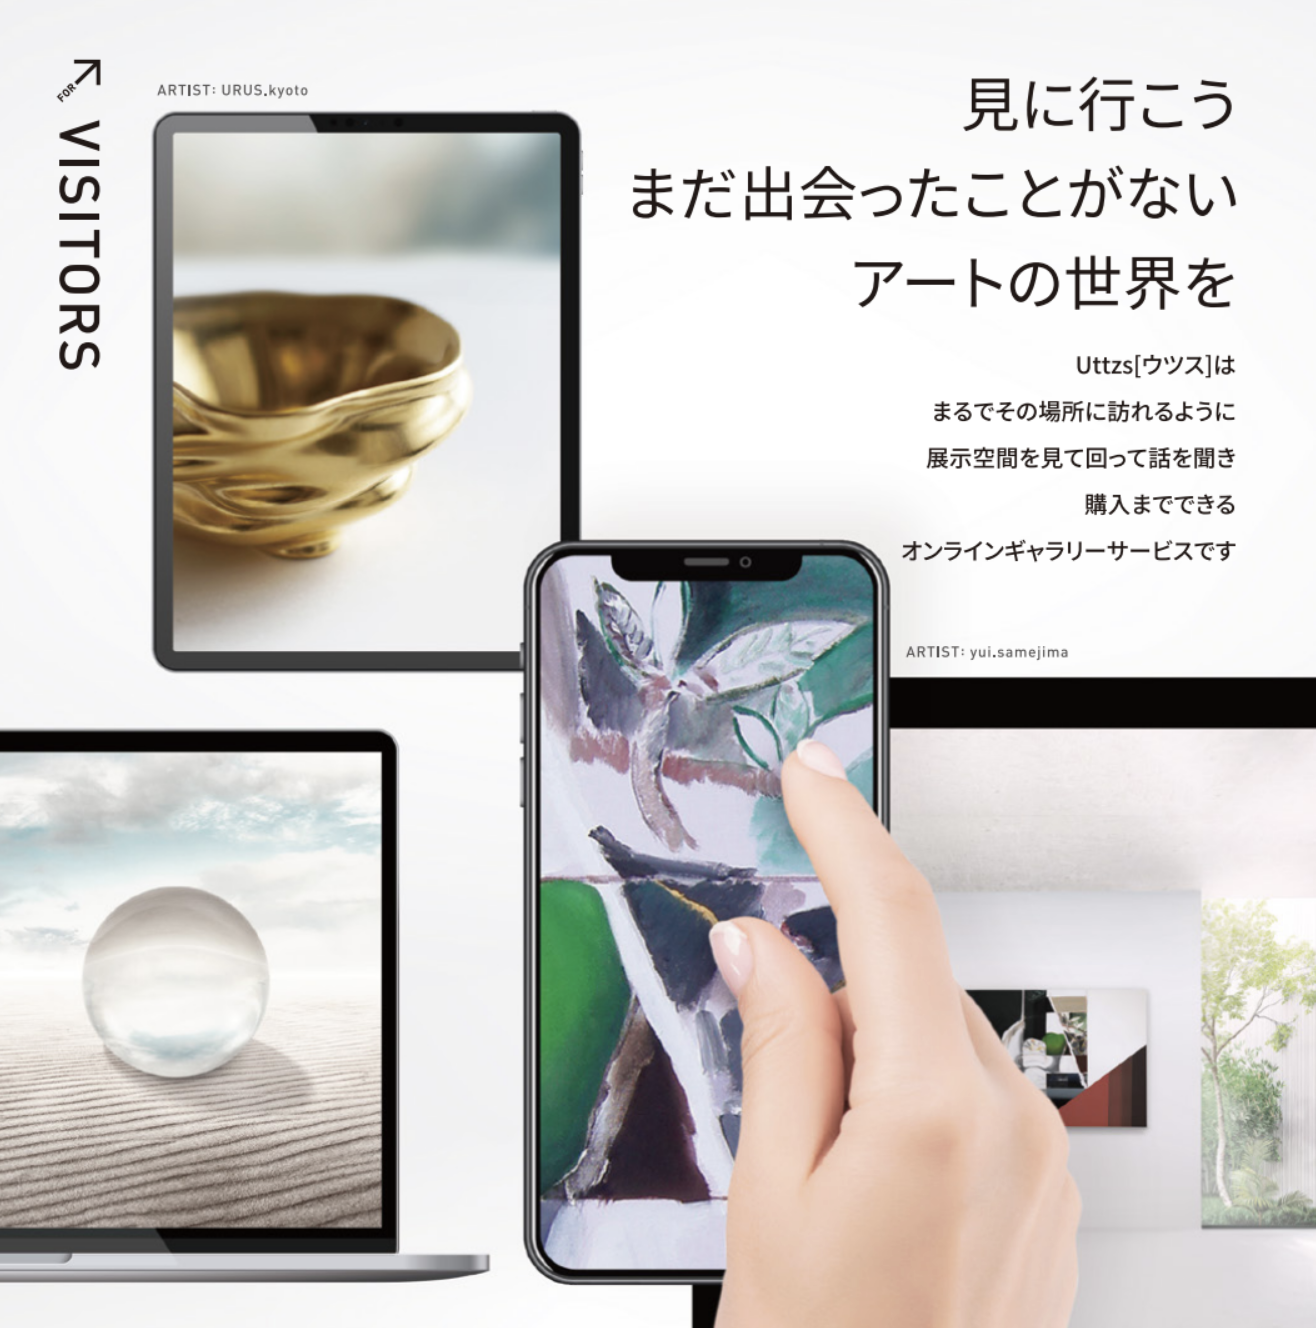 FOR
VISITORS
ARTIST: URUS.kyoto
見に行こう
まだ出会ったことがない
アートの世界を
Uttzs[ウツス]は
まるでその場所に訪れるように
展示空間を見て回って話を聞き
購入までできる
オンラインギャラリーサービスです
ARTIST: yui.samejima